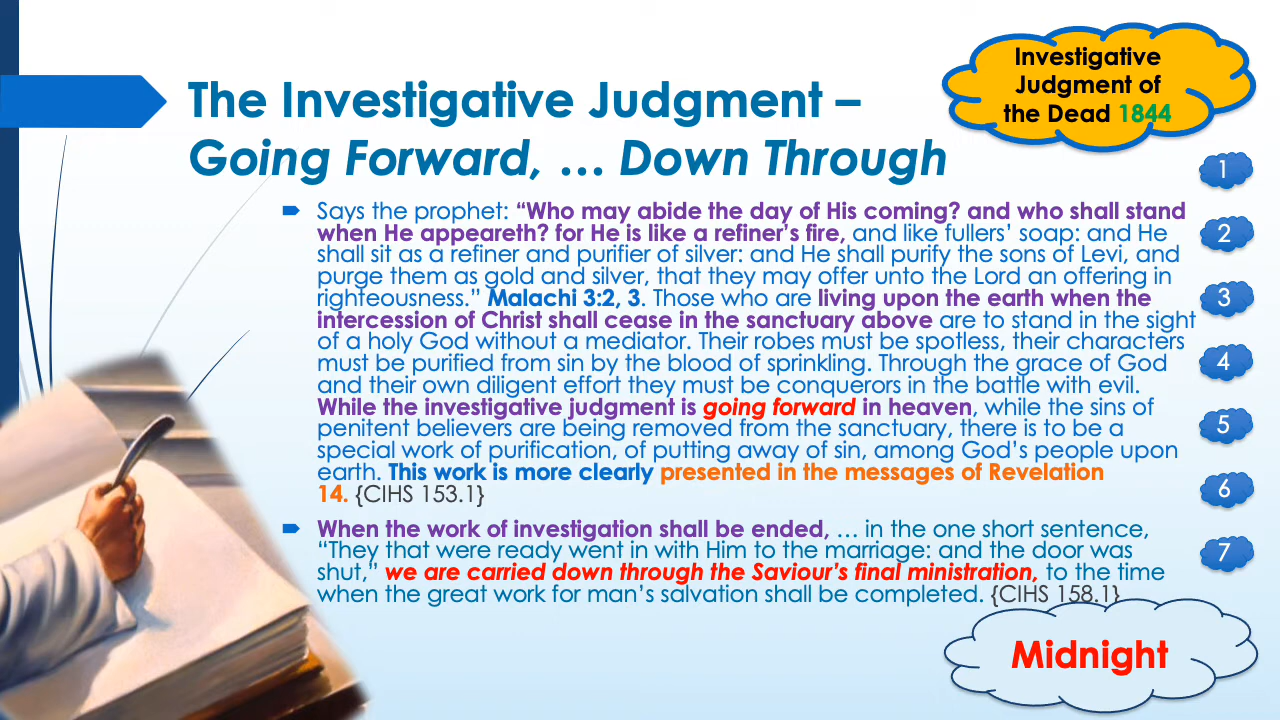 The Investigative Judgment –
Going Forward, … Down Through
Investigative
Judgment of
the Dead 1844
Says the prophet: “Who may abide the day of His coming? and who shall stand
when He appeareth? for He is like a refiner’s fire, and like fullers’ soap: and He
shall sit as a refiner and purifier of silver: and He shall purify the sons of Levi, and
purge them as gold and silver, that they may offer unto the Lord an offering in
righteousness.” Malachi 3:2, 3. Those who are living upon the earth when the
intercession of Christ shall cease in the sanctuary above are to stand in the sight
of a holy God without a mediator. Their robes must be spotless, their characters
must be purified from sin by the blood of sprinkling. Through the grace of God
and their own diligent effort they must be conquerors in the battle with evil.
While the investigative judgment is going forward in heaven, while the sins of
penitent believers are being removed from the sanctuary, there is to be a
special work of purification, of putting away of sin, among God’s people upon
earth. This work is more clearly presented in the messages of Revelation
14. {CIHS 153.1}
When the work of investigation shall be ended, … in the one short sentence,
“They that were ready went in with Him to the marriage: and the door was
shut,” we are carried down through the Saviour’s final ministration, to the time
when the great work for man’s salvation shall be completed. {CIHS 158.1}
1
2
3
4
5
6
7
Midnight